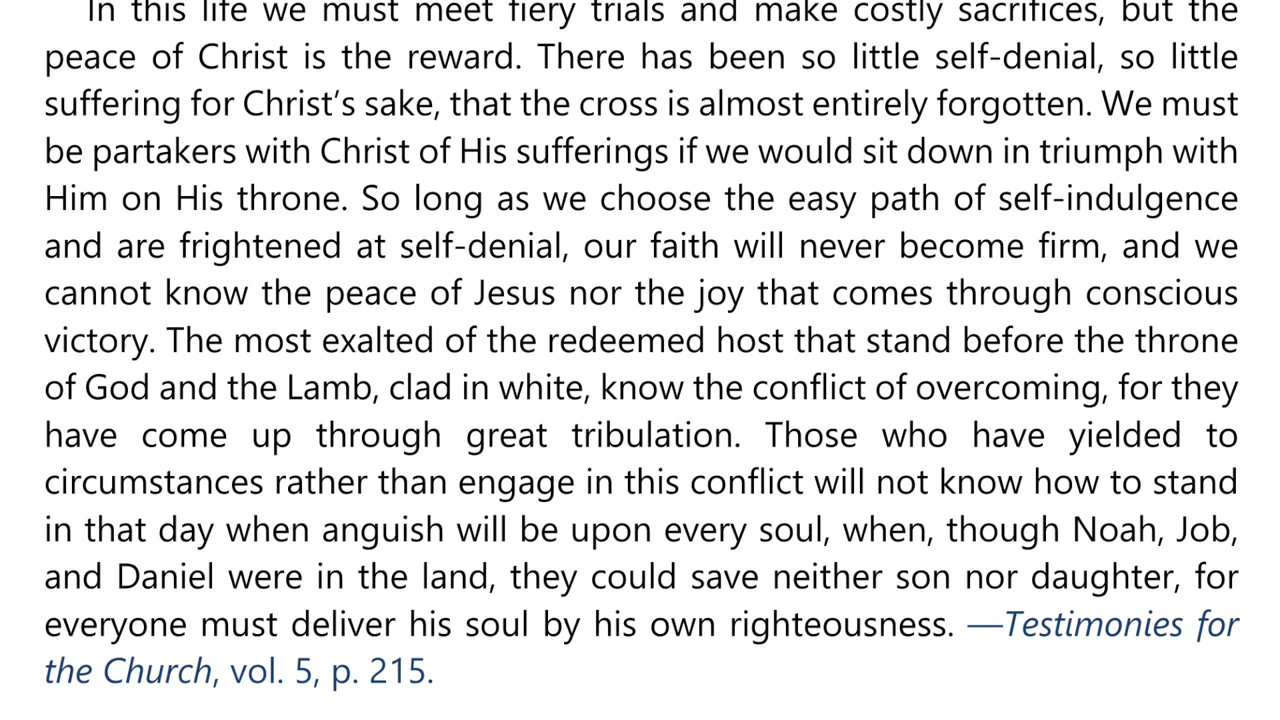 In this life we must meet fiery trials and make costly sacrifices, but the
peace of Christ is the reward. There has been so little self-denial, so little
suffering for Christ’s sake, that the cross is almost entirely forgotten. We must
be partakers with Christ of His sufferings if we would sit down in triumph with
Him on His throne. So long as we choose the easy path of self-indulgence
and are frightened at self-denial, our faith will never become firm, and we
cannot know the peace of Jesus nor the joy that comes through conscious
victory. The most exalted of the redeemed host that stand before the throne
of God and the Lamb, clad in white, know the conflict of overcoming, for they
have come up through great tribulation. Those who have yielded to
circumstances rather than engage in this conflict will not know how to stand
in that day when anguish will be upon every soul, when, though Noah, Job,
and Daniel were in the land, they could save neither son nor daughter, for
everyone must deliver his soul by his own righteousness. —Testimonies for
the Church, vol. 5, p. 215.